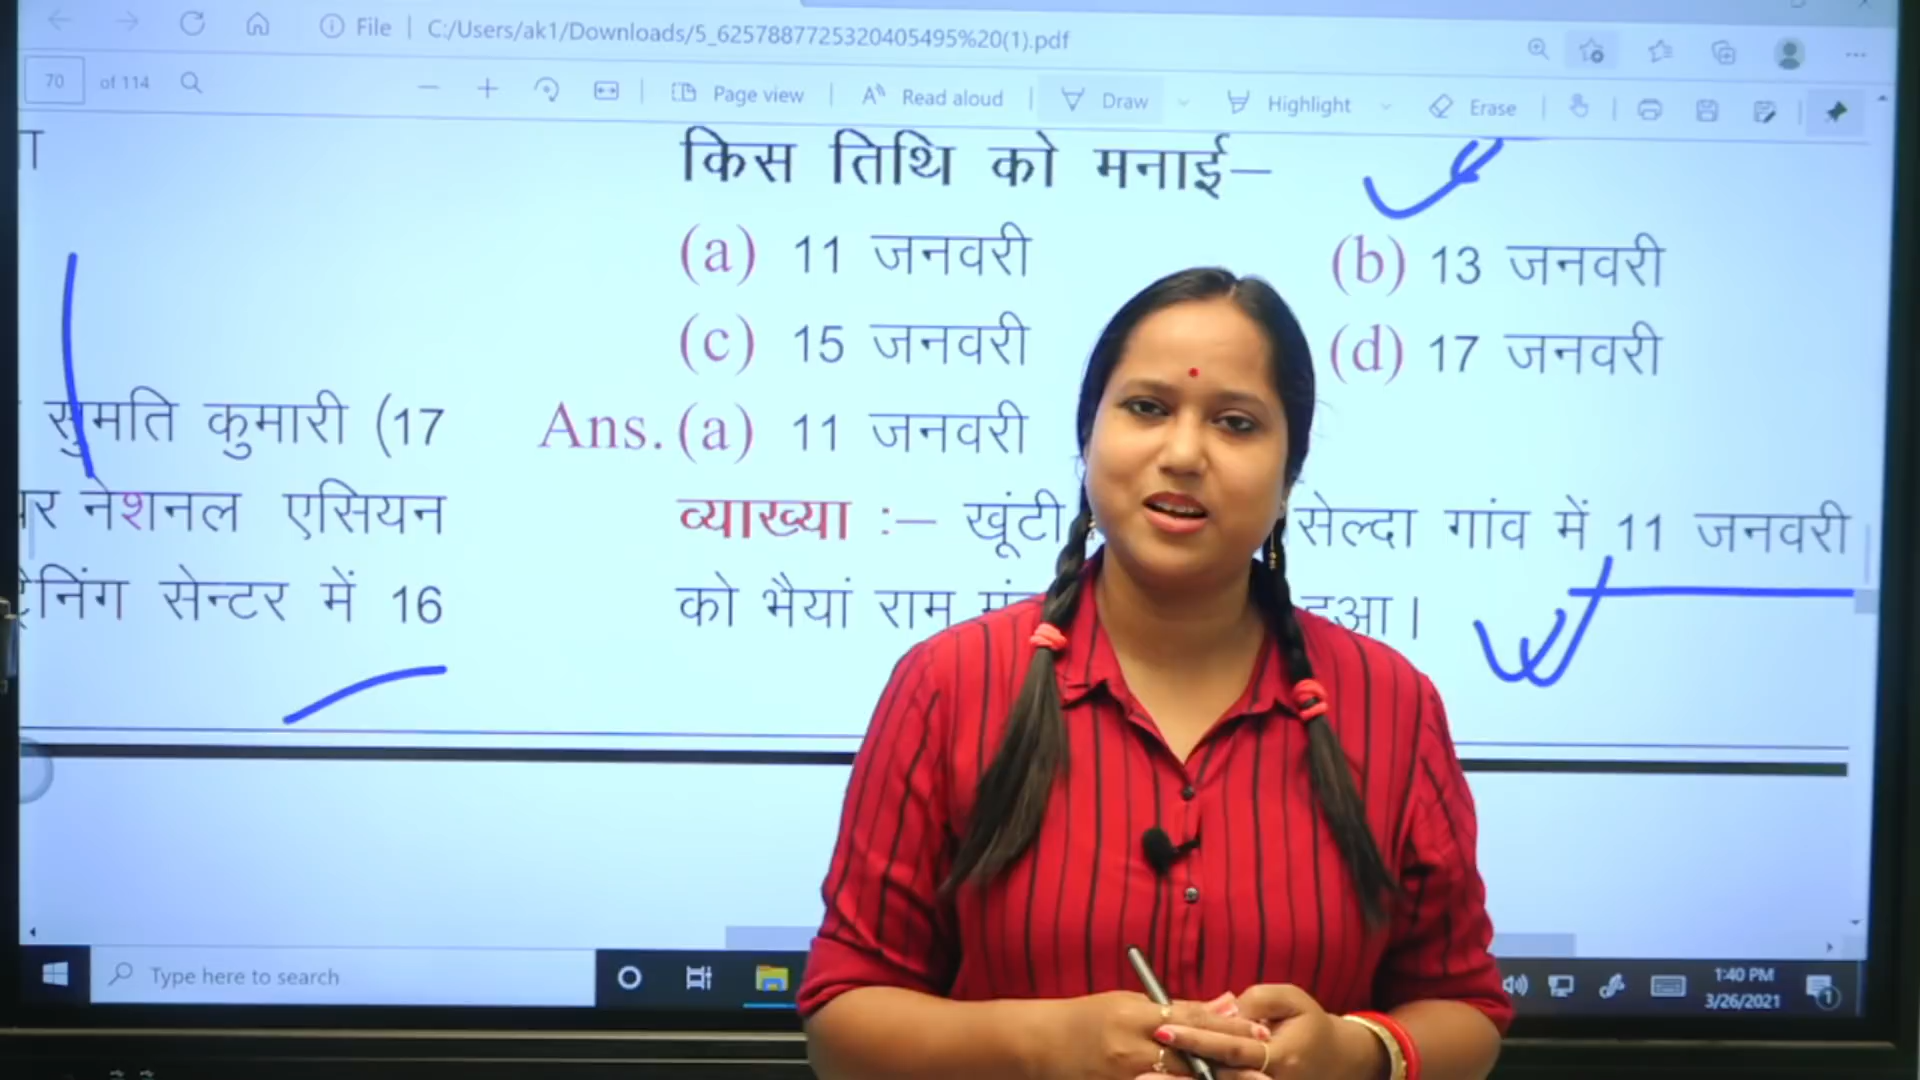 File | C:/Users/ak1/Downloads/5_6257887725320405495%20(1).pdf
70 of 114 Page view Read aloud Draw Highlight Erase
किस तिथि को मनाई–
(a) 11 जनवरी (b) 13 जनवरी
(c) 15 जनवरी (d) 17 जनवरी
सुमति कुमारी (17
Ans. (a) 11 जनवरी
नेशनल एसियन
व्याख्या :– खूंटी सेल्दा गांव में 11 जनवरी
सेन्टर में 16
को भैयां राम हुआ।
Type here to search
1:40 PM
3/26/2021
1